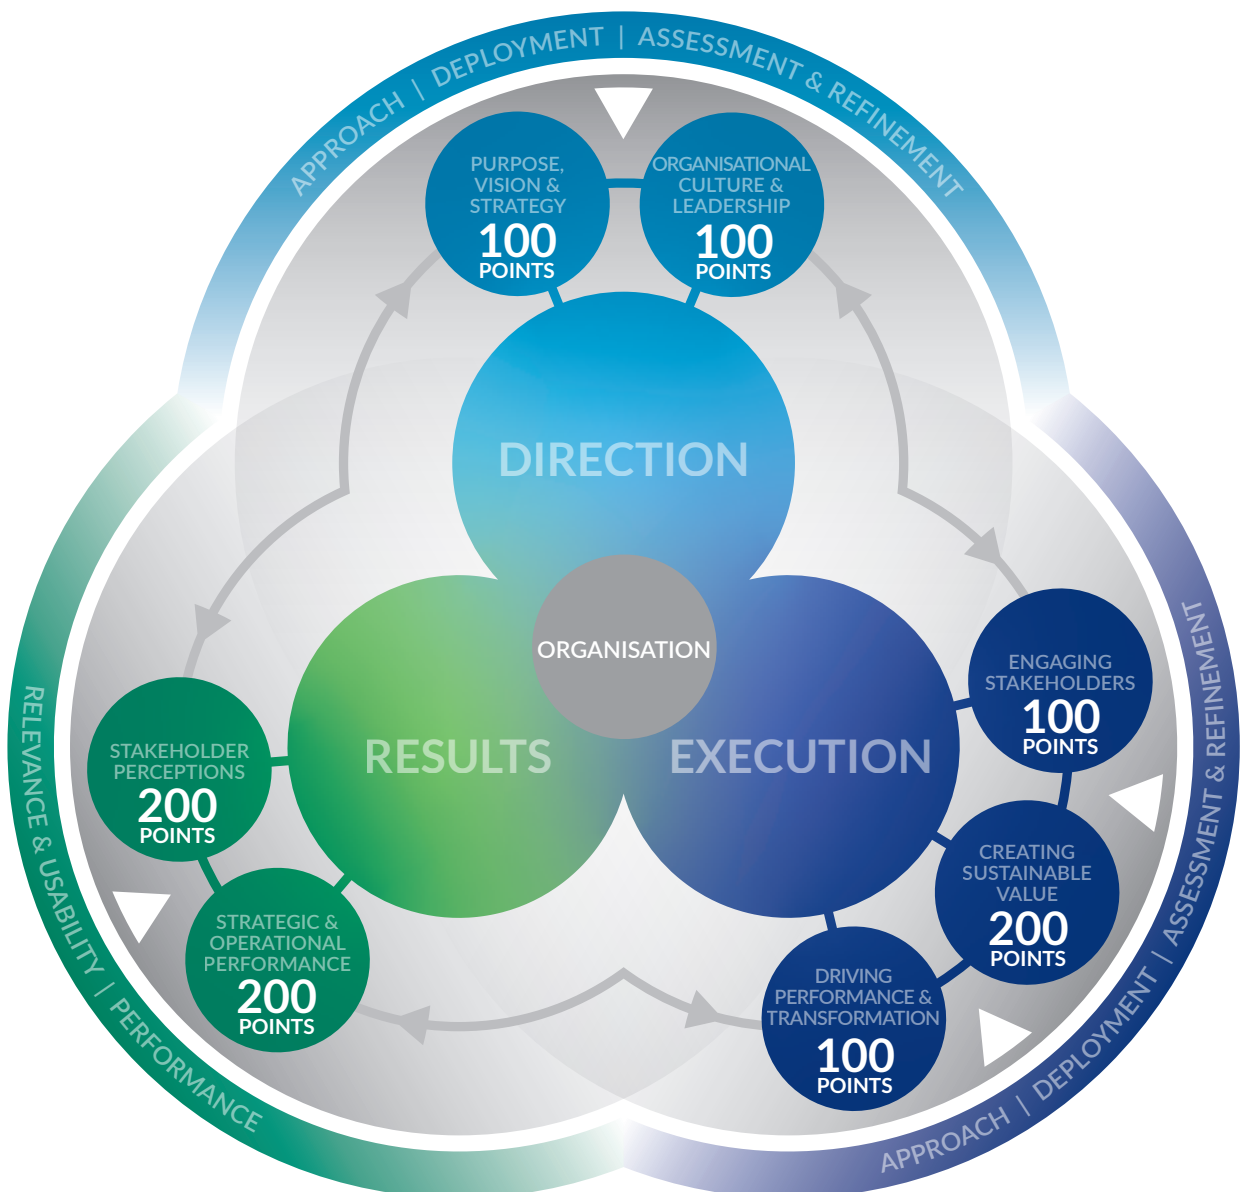 APPROACH | DEPLOYMENT | ASSESSMENT & REFINEMENT
PURPOSE,
VISION &
STRATEGY
100
POINTS
ORGANISATIONAL
CULTURE &
LEADERSHIP
100
POINTS
DIRECTION
ORGANISATION
RESULTS
EXECUTION
ENGAGING
STAKEHOLDERS
100
POINTS
CREATING
SUSTAINABLE
VALUE
200
POINTS
DRIVING
PERFORMANCE &
TRANSFORMATION
100
POINTS
APPROACH | DEPLOYMENT | ASSESSMENT & REFINEMENT
STAKEHOLDER
PERCEPTIONS
200
POINTS
STRATEGIC &
OPERATIONAL
PERFORMANCE
200
POINTS
RELEVANCE & USABILITY | PERFORMANCE